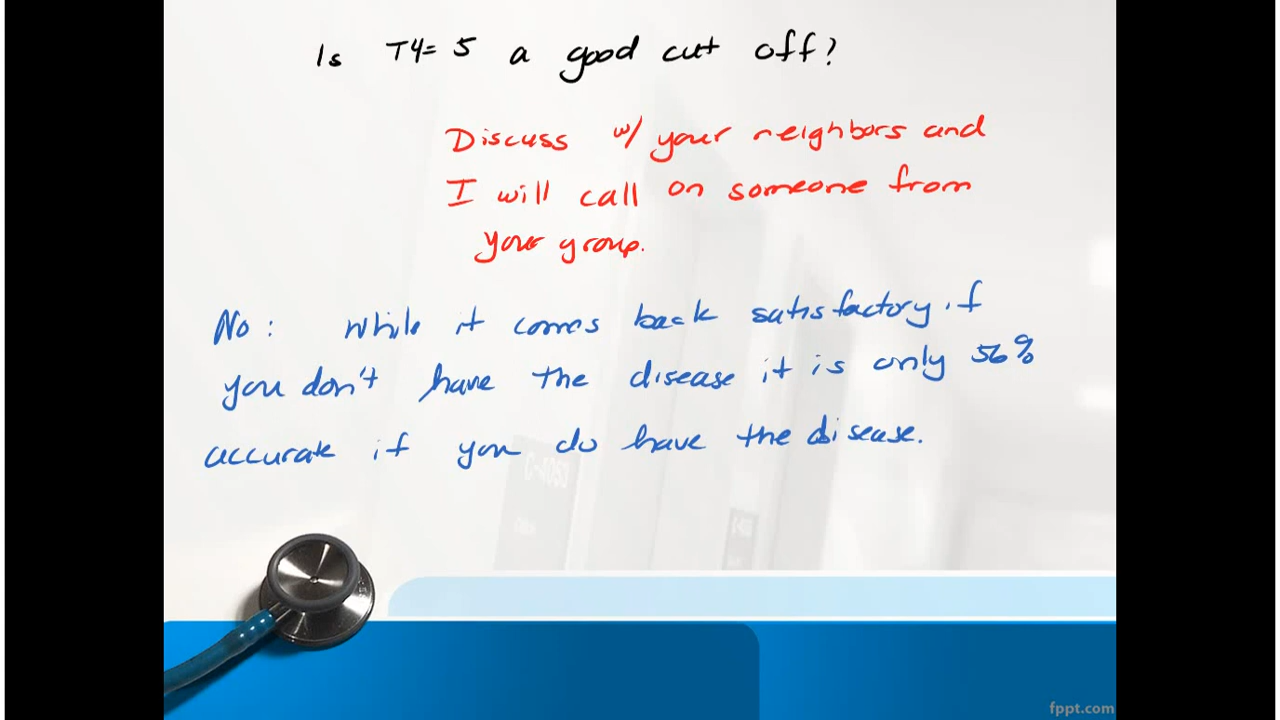 Is T4= 5 a good cut off?
Discuss w/ your neighbors and
I will call on someone from
your group.
No: While it comes back satisfactory if
you don't have the disease it is only 56%
accurate if you do have the disease.
fppt.com